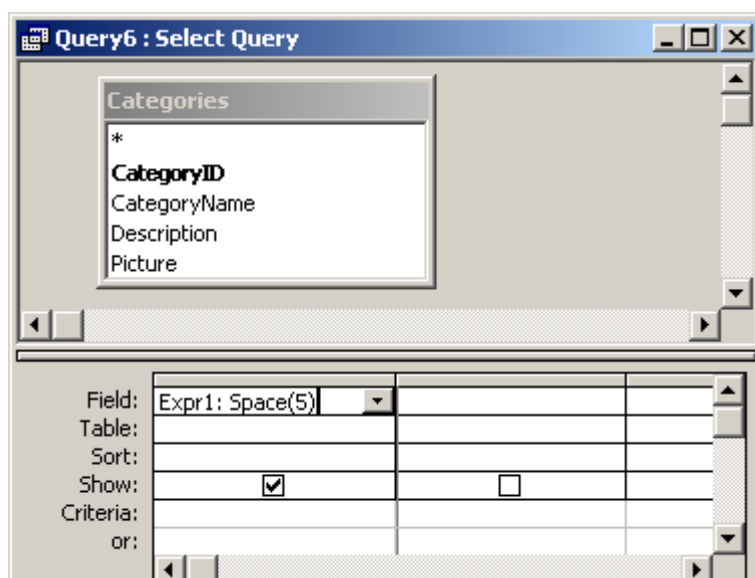 Query6 : Select Query
Categories
*
CategoryID
CategoryName
Description
Picture
Field: Expr1: Space(5)
Table:
Sort:
Show:
Criteria:
or: